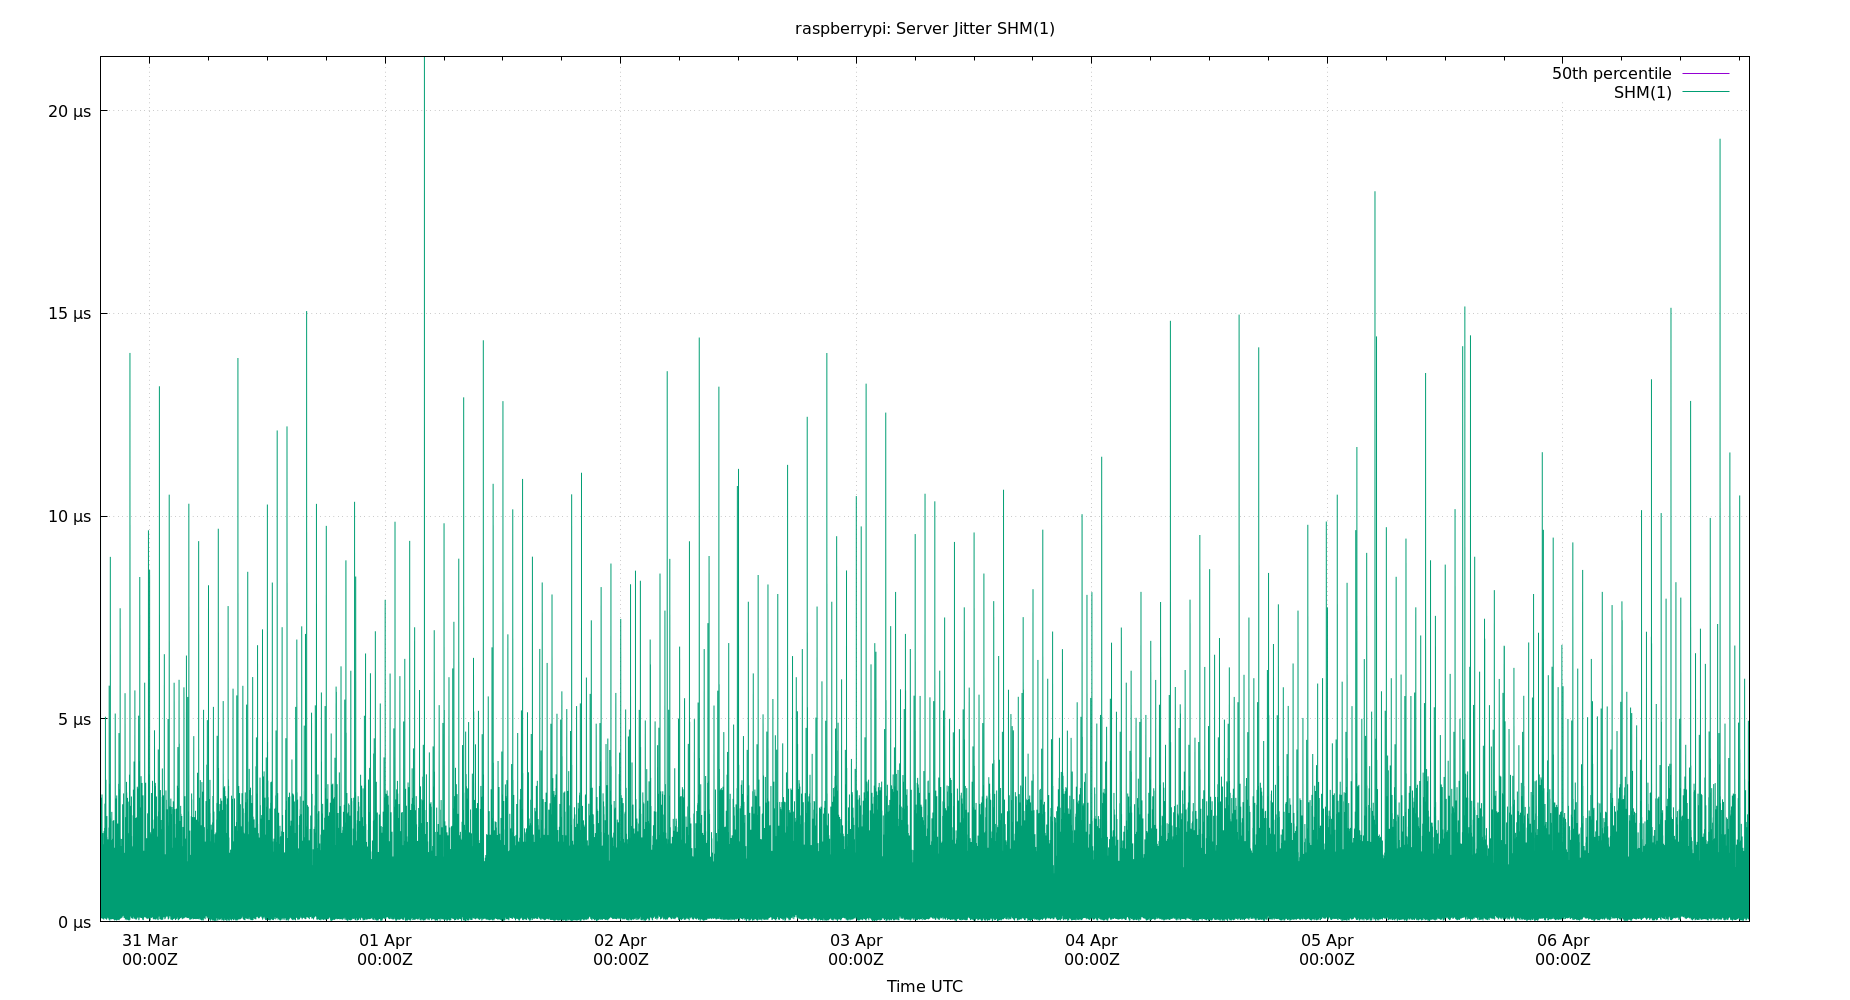 raspberrypi: Server Jitter SHM(1)
50th percentile
SHM(1)
20 µs
15 µs
10 µs
5 µs
0 µs
31 Mar 01 Apr 02 Apr 03 Apr 04 Apr 05 Apr 06 Apr
00:00Z 00:00Z 00:00Z 00:00Z 00:00Z 00:00Z 00:00Z
Time UTC